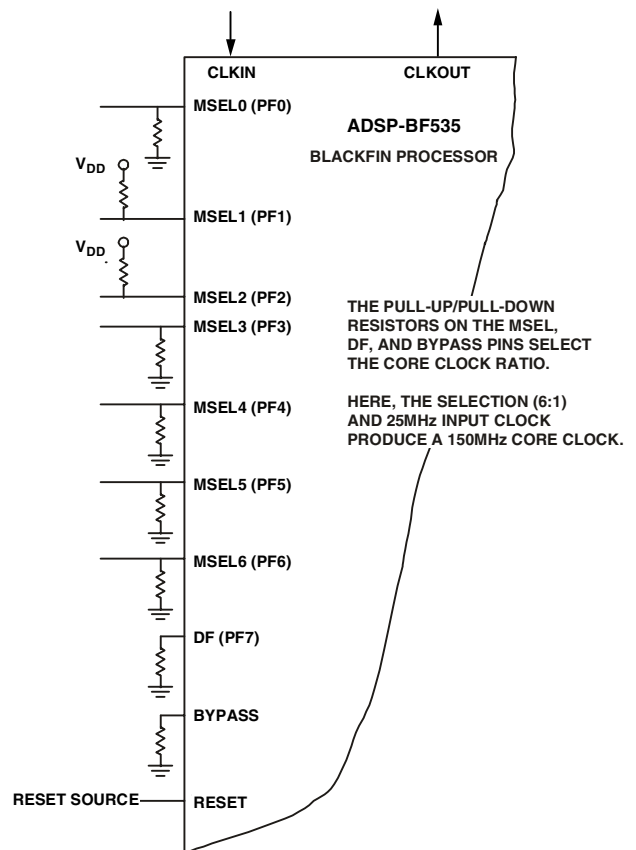 CLKIN CLKOUT
MSEL0 (PF0)
ADSP-BF535
BLACKFIN PROCESSOR
VDD
MSEL1 (PF1)
VDD
MSEL2 (PF2)
MSEL3 (PF3)
THE PULL-UP/PULL-DOWN
RESISTORS ON THE MSEL,
DF, AND BYPASS PINS SELECT
THE CORE CLOCK RATIO.
HERE, THE SELECTION (6:1)
AND 25MHz INPUT CLOCK
PRODUCE A 150MHz CORE CLOCK.
MSEL4 (PF4)
MSEL5 (PF5)
MSEL6 (PF6)
DF (PF7)
BYPASS
RESET SOURCE RESET